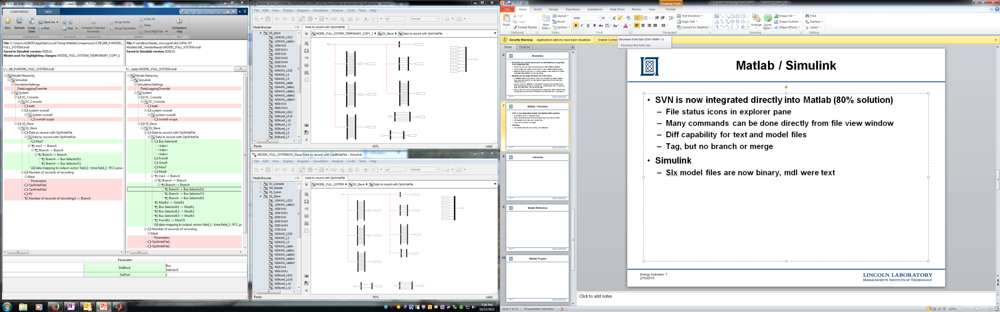 C:\...68_0\MODEL_FULL_SYSTEM.mdl vs. f:\...eady\MODEL_FULL_SYSTEM.mdl
COMPARISON VIEW
New Refresh Swap Sides Save As Print Find Compare Selected Parameter Merge Node Merge Parameter Undo All Redo Save Right File Comparison Help
COMPARISON NAVIGATE PARAMETER MERGE HELP
File: C:\Users\ch24070\AppData\Local\Temp\MatlabComparisons\CFB\268_0\MODEL_
FULL_SYSTEM.mdl
Saved in Simulink version: R2011b
Model used for highlighting changes: MODEL_FULL_SYSTEM_TEMPORARY_COPY_1
File: f:\sandbox\feeder_microgrid\sb1\OPAL RT
Models\HIL_VendorReady\MODEL_FULL_SYSTEM.mdl
Saved in Simulink version: R2011b
C:\...68_0\MODEL_FULL_SYSTEM.mdl
Model Hierarchy
Simulink
SimulationSettings
DataLoggingOverride
System
SC_Console
SC_Console
batt
system-overall
system-overall
overall-scope
SS_Slave
SS_Slave
Data to record with OpWriteFile
Data to record with OpWriteFile
Mux7
ms:1 -> Branch
Branch -> Branch
Branch -> Branch
Branch -> Bus Selector5:1
Branch -> Bus Selector7:1
data mapping to output vector: field_1 : time field_2 : PCC powe
Number of seconds of recording
Mask
Parameters
OpWriteFile1
OpWriteFile2
PV
Number of seconds of recording:1 -> Branch
f:\...eady\MODEL_FULL_SYSTEM.mdl
Model Hierarchy
Simulink
SimulationSettings
DataLoggingOverride
System
SC_Console
SC_Console
batt
system-overall
system-overall
overall-scope
SS_Slave
SS_Slave
Data to record with OpWriteFile
Data to record with OpWriteFile
Bus Selector9
<Vabc>
<Vabc>
<Vabc>
From9
Goto9
Mux7
Mux9
ms:1 -> Branch
Branch -> Branch
Branch -> Branch
Branch -> Bus Selector5:1
Branch -> Bus Selector7:1
Branch -> Bus Selector9:1
Mux9:1 -> Goto9:1
Bus Selector9:1 -> Mux9:1
Bus Selector9:2 -> Mux9:2
Bus Selector9:3 -> Mux9:3
From9:1 -> Mux7:9
data mapping to output vector: field_1 : time field_2 : PCC po
Number of seconds of recording
Mask
Parameters
OpWriteFile1
OpWriteFile2
Parameter
DstBlock Bus
Selector5
DstPort 1
MODEL_FULL_SYSTEM_TEMPORARY_COPY_1/SS_Slave/Data to record with OpWriteFile - Simulink
File Edit View Display Diagram Simulation Analysis Code Tools Help
inf Normal
Model Browser
Data to record with OpWriteFile
MODEL_FULL_SYSTEM_TEMPORARY_COPY_1 SS_Slave Data to record with OpWriteFile
SS_Slave
1/0AWG_L022
1/0AWG_cable1
1000 kVA
1000 kVA1
2000 kVA
2000 kVA3
2000 kVA4
3750 kVA
4/0AWG_L020
4/0AWG_L2
4/0AWG_L5
4/0AWG_cable
4/0AWG_cable1
4/0AWG_cable2
4/0AWG_cable3
4/0AWG_cable4
4000 kVA
4000 kVA1
500kcmil_L002
500kcmil_L018
500kcmil_L10
500kcmil_L12
500kcmil_L4
500kcmil_L5
500kcmil_L7
Ready 43% ode1
MODEL_FULL_SYSTEM/SS_Slave/Data to record with OpWriteFile - Simulink
File Edit View Display Diagram Simulation Analysis Code Tools Help
inf Normal
Model Browser
Data to record with OpWriteFile
MODEL_FULL_SYSTEM SS_Slave Data to record with OpWriteFile
SC_Console
SM_Master
SS_Comm
SS_Slave
1/0AWG_L022
1/0AWG_cable1
1000 kVA
1000 kVA1
2000 kVA
2000 kVA3
2000 kVA4
3750 kVA
4/0AWG_L020
4/0AWG_L2
4/0AWG_L5
4/0AWG_cable
4/0AWG_cable1
4/0AWG_cable2
4/0AWG_cable3
4/0AWG_cable4
4000 kVA
4000 kVA1
500kcmil_L002
500kcmil_L018
500kcmil_L10
500kcmil_L12
Ready 35% ode1
7:26 PM
10/23/2015
SVN Guidelines for Simulink.pptx - Microsoft PowerPoint
Drawing Tools
File Home Insert Design Transitions Animations Slide Show Review View Format
Paste Cut Copy Format Painter
New Slide Layout Reset Section
Arial 18
Text Direction Align Text Convert to SmartArt
Arrange Quick Styles Shape Fill Shape Outline Shape Effects
Find Replace Select
Clipboard Slides Font Paragraph Drawing Editing
Security Warning Application add-ins have been disabled. Enable Conten
Decrease Font Size (Ctrl+Shift+<)
Decrease the font size.
Slides Outline
6 Branches
7 Matlab / Simulink
8 Libraries
9 Model Reference
10 Matlab Project
Matlab / Simulink
• SVN is now integrated directly into Matlab (80% solution)
– File status icons in explorer pane
– Many commands can be done directly from file view window
– Diff capability for text and model files
– Tag, but no branch or merge
• Simulink
– Slx model files are now binary, mdl were text
Energy Overview- 7
2/10/2015
LINCOLN LABORATORY
MASSACHUSETTS INSTITUTE OF TECHNOLOGY
Click to add notes
Slide 7 of 11 "Programmer interview" 127%